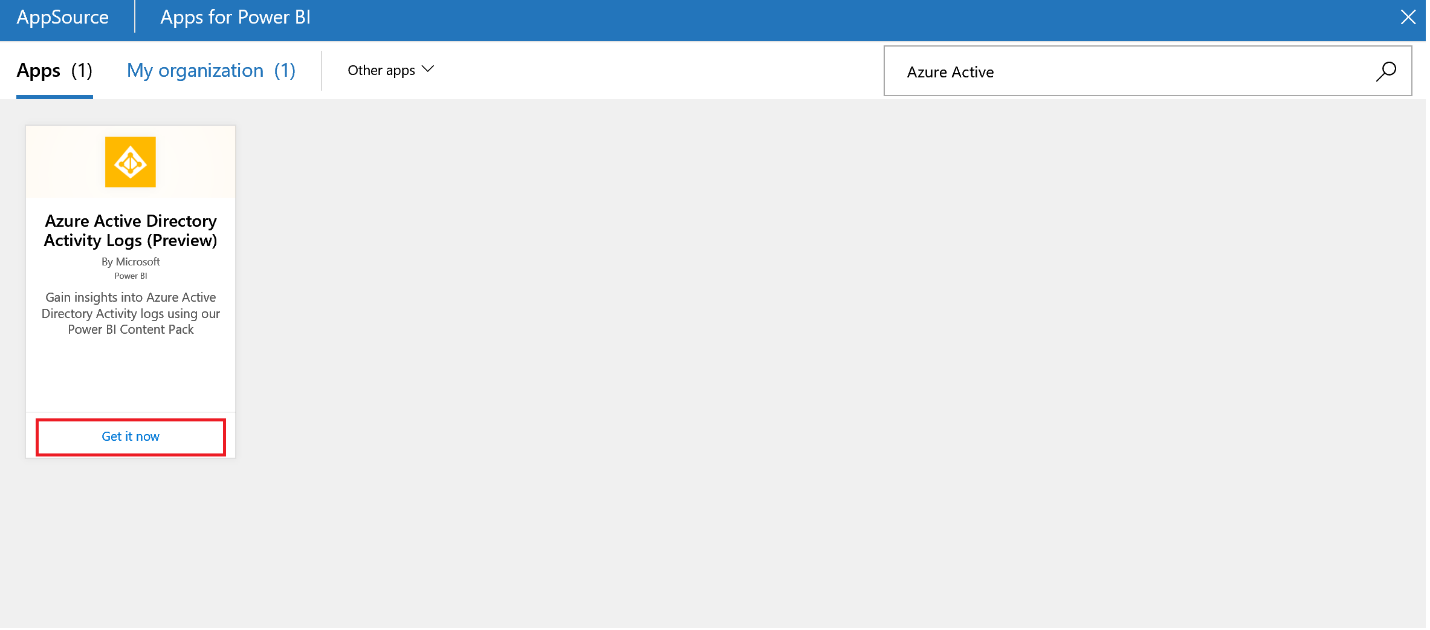 AppSource Apps for Power BI
Apps (1) My organization (1) Other apps Azure Active
Azure Active Directory
Activity Logs (Preview)
By Microsoft
Power BI
Gain insights into Azure Active
Directory Activity logs using our
Power BI Content Pack
Get it now